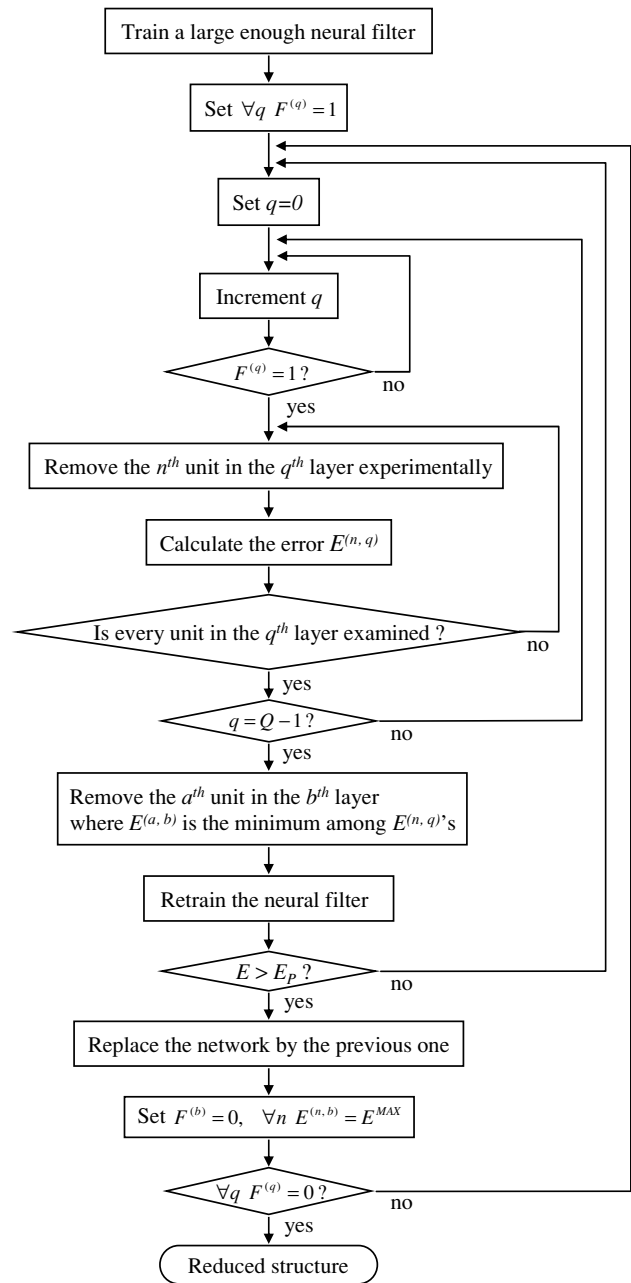 Train a large enough neural filter
Set ∀q F^(q) = 1
Set q=0
Increment q
F^(q) = 1 ?
no
yes
Remove the n^th unit in the q^th layer experimentally
Calculate the error E^(n, q)
Is every unit in the q^th layer examined ?
no
yes
q = Q − 1 ?
no
yes
Remove the a^th unit in the b^th layer
where E^(a, b) is the minimum among E^(n, q)'s
Retrain the neural filter
E > E_P ?
no
yes
Replace the network by the previous one
Set F^(b) = 0, ∀n E^(n, b) = E^MAX
∀q F^(q) = 0 ?
no
yes
Reduced structure